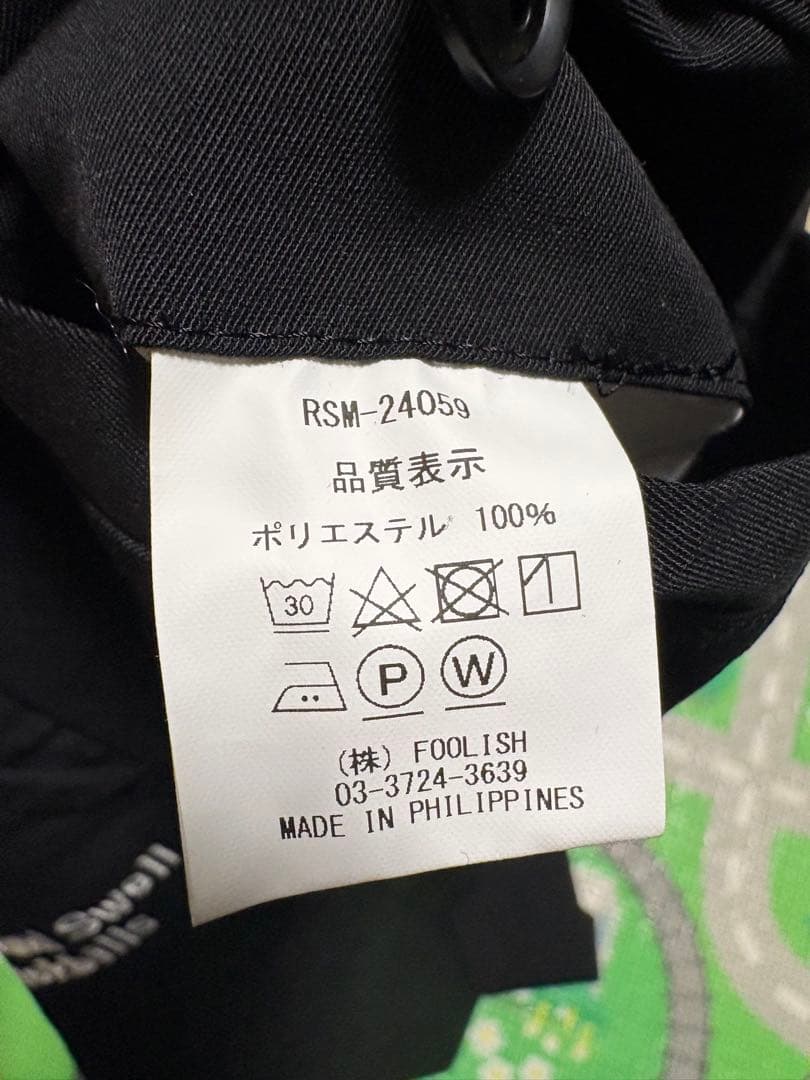 RSM-24059
品質表示
ポリエステル 100%
30
P W
(株) FOOLISH
03-3724-3639
MADE IN PHILIPPINES
Swell